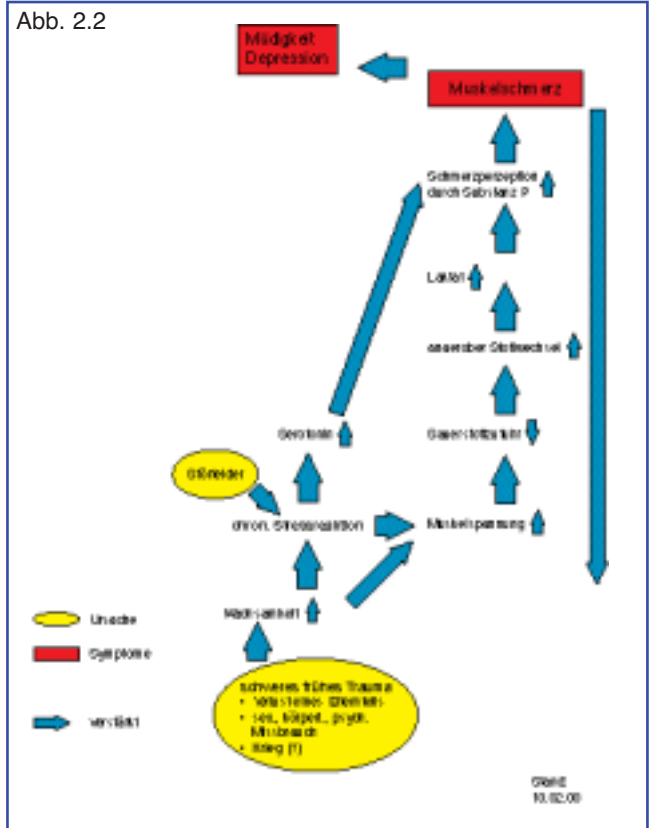 Abb. 2.2
Müdigkeit
Depression
Muskelschmerz
Schmerzperzeption
durch Substanz P
Laktat
anaerober Stoffwechsel
Serotonin
Sauerstoffzufuhr
Störfelder
chron. Stressreaktion
Muskelspannung
Wachsamkeit
Ursache
Symptome
verstärkt
schweres frühes Trauma
• Verlust eines Elternteils
• sex., körperl., psych.
Missbrauch
• Krieg (?)
Stand:
10.02.00